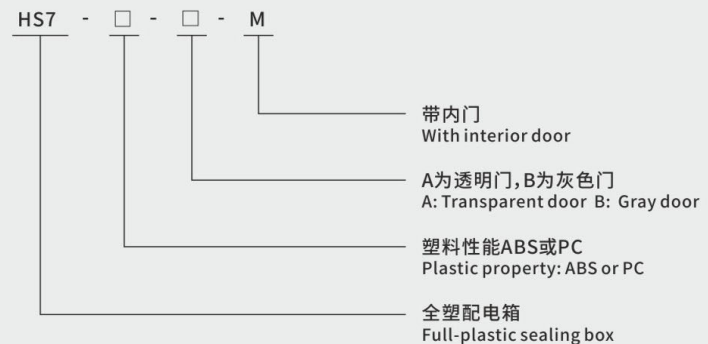 HS7 - □ - □ - M
带内门
With interior door
A为透明门,B为灰色门
A: Transparent door B: Gray door
塑料性能ABS或PC
Plastic property: ABS or PC
全塑配电箱
Full-plastic sealing box